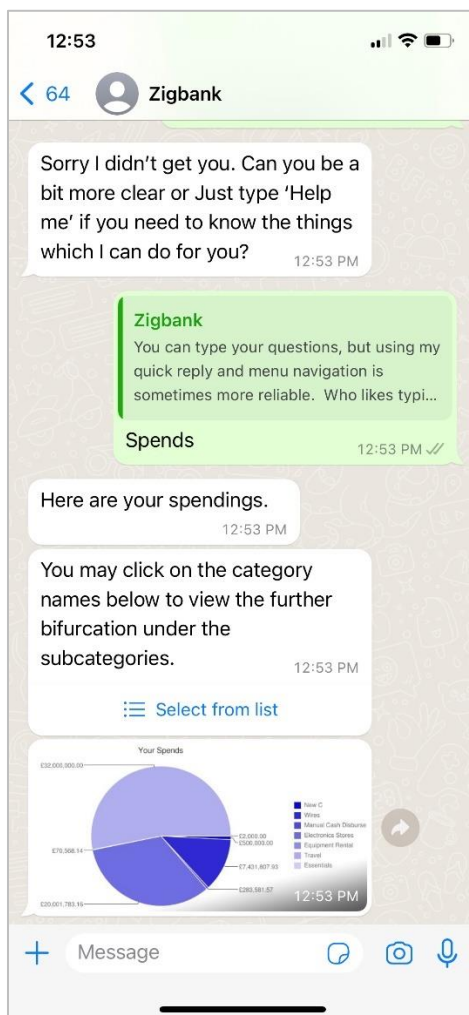 12:53
64
Zigbank
Sorry I didn't get you. Can you be a
bit more clear or Just type 'Help
me' if you need to know the things
which I can do for you?
12:53 PM
Zigbank
You can type your questions, but using my
quick reply and menu navigation is
sometimes more reliable. Who likes typi...
Spends
12:53 PM
Here are your spendings.
12:53 PM
You may click on the category
names below to view the further
bifurcation under the
subcategories.
12:53 PM
Select from list
Your Spends
£32,000,000.00
£2,000.00
£500,000.00
£70,568.14
£7,431,607.93
£289,581.57
£20,001,783.16
New C
Wires
Manual Cash Disburse
Electronics Stores
Equipment Rental
Travel
Essentials
12:53 PM
Message